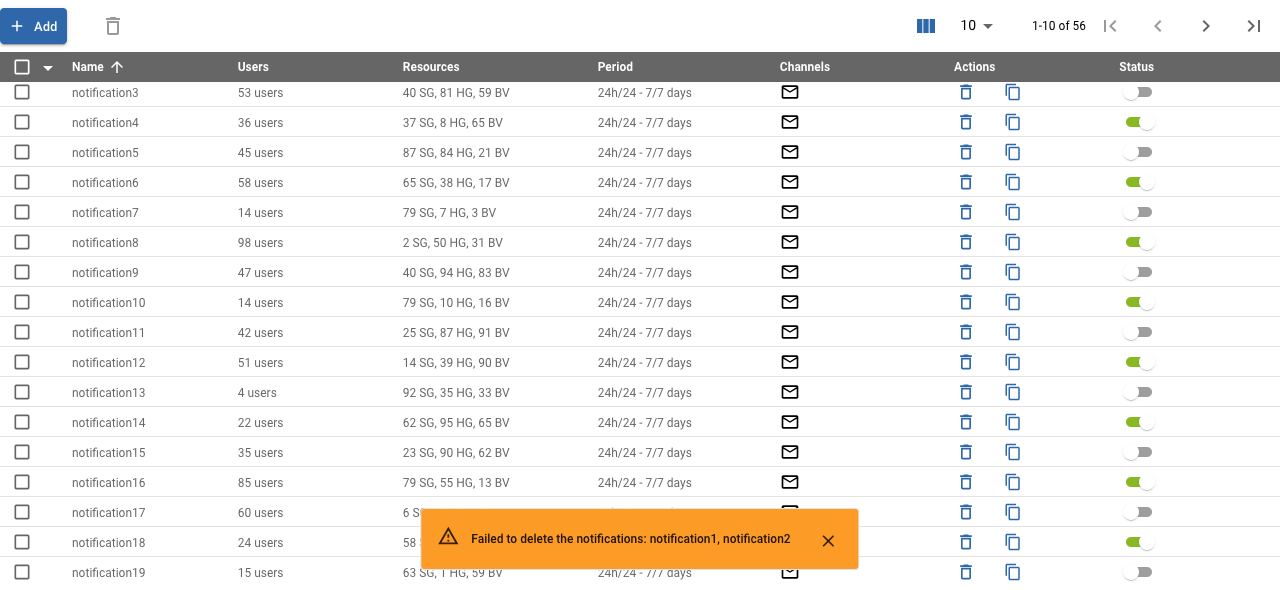 Add
10
1-10 of 56
Name Users Resources Period Channels Actions Status
notification3 53 users 40 SG, 81 HG, 59 BV 24h/24 - 7/7 days
notification4 36 users 37 SG, 8 HG, 65 BV 24h/24 - 7/7 days
notification5 45 users 87 SG, 84 HG, 21 BV 24h/24 - 7/7 days
notification6 58 users 65 SG, 38 HG, 17 BV 24h/24 - 7/7 days
notification7 14 users 79 SG, 7 HG, 3 BV 24h/24 - 7/7 days
notification8 98 users 2 SG, 50 HG, 31 BV 24h/24 - 7/7 days
notification9 47 users 40 SG, 94 HG, 83 BV 24h/24 - 7/7 days
notification10 14 users 79 SG, 10 HG, 16 BV 24h/24 - 7/7 days
notification11 42 users 25 SG, 87 HG, 91 BV 24h/24 - 7/7 days
notification12 51 users 14 SG, 39 HG, 90 BV 24h/24 - 7/7 days
notification13 4 users 92 SG, 35 HG, 33 BV 24h/24 - 7/7 days
notification14 22 users 62 SG, 95 HG, 65 BV 24h/24 - 7/7 days
notification15 35 users 23 SG, 90 HG, 62 BV 24h/24 - 7/7 days
notification16 85 users 79 SG, 55 HG, 13 BV 24h/24 - 7/7 days
notification17 60 users 6
notification18 24 users 58
Failed to delete the notifications: notification1, notification2
notification19 15 users 63 SG, 1 HG, 59 BV 24h/24 - 7/7 days